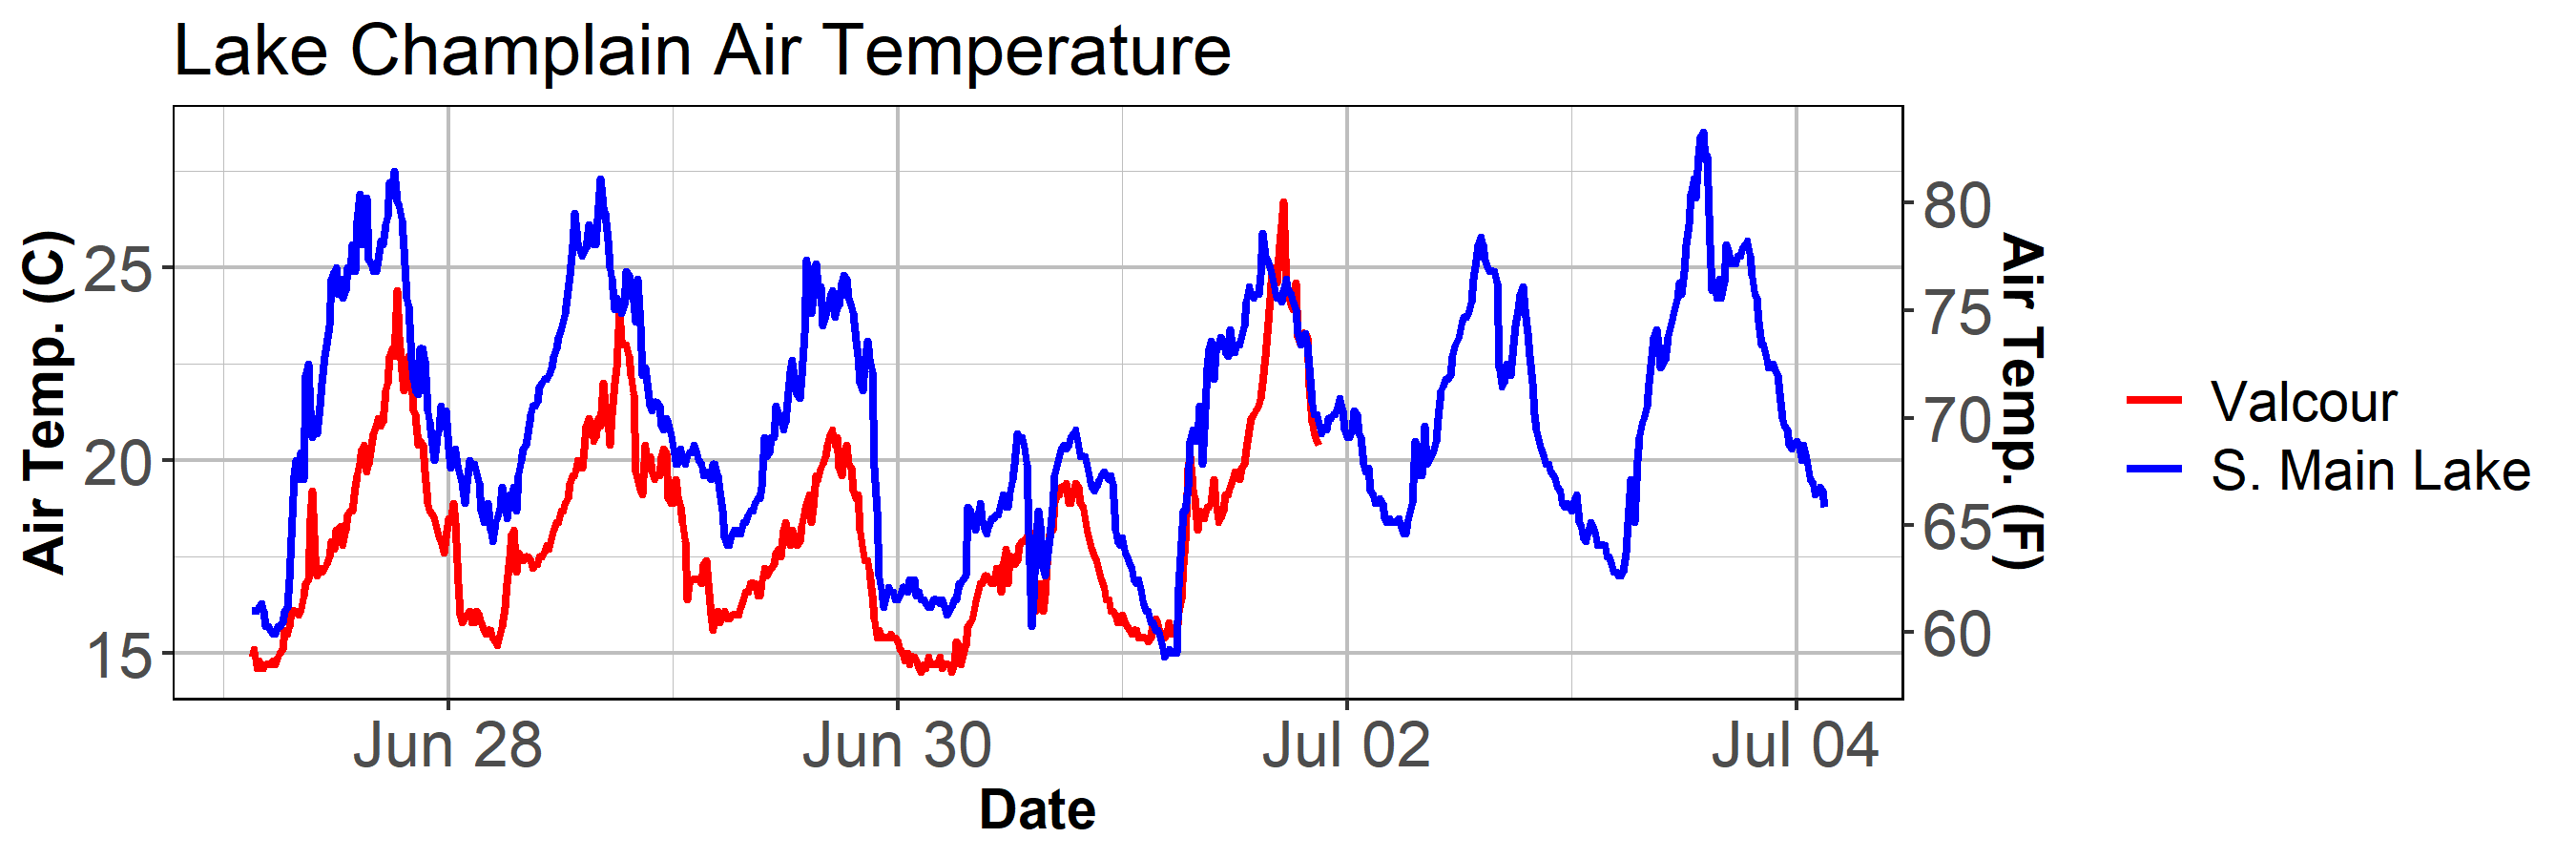 Lake Champlain Air Temperature
Air Temp. (C)
25
20
15
80
75
70
65
60
Air Temp. (F)
Jun 28
Jun 30
Jul 02
Jul 04
Date
Valcour
S. Main Lake